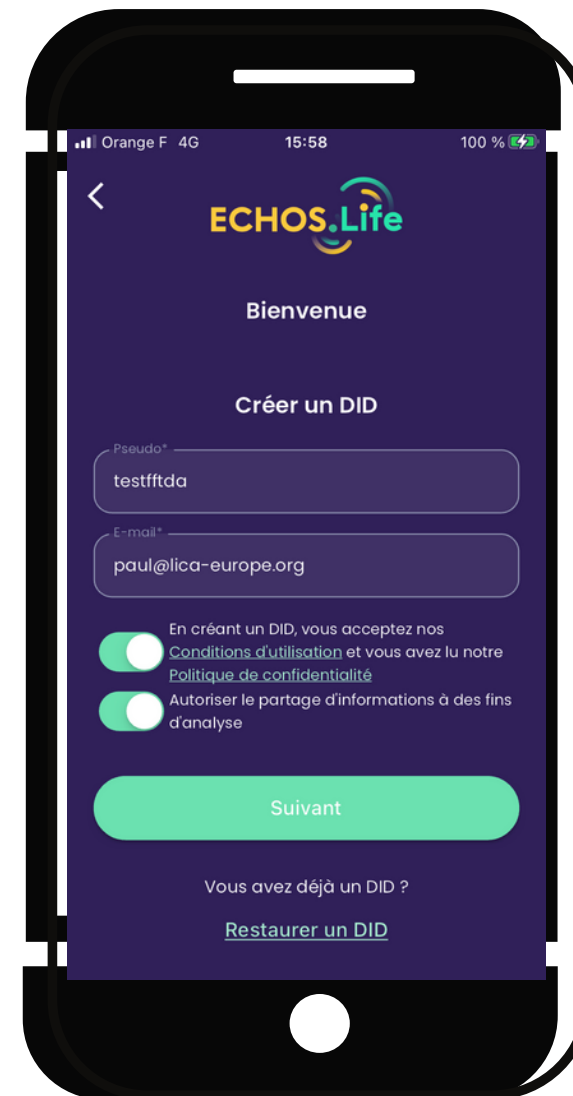 Orange F 4G 15:58 100 %
ECHOS.Life
Bienvenue
Créer un DID
Pseudo*
testfftda
E-mail*
paul@lica-europe.org
En créant un DID, vous acceptez nos
Conditions d'utilisation et vous avez lu notre
Politique de confidentialité
Autoriser le partage d'informations à des fins
d'analyse
Suivant
Vous avez déjà un DID ?
Restaurer un DID